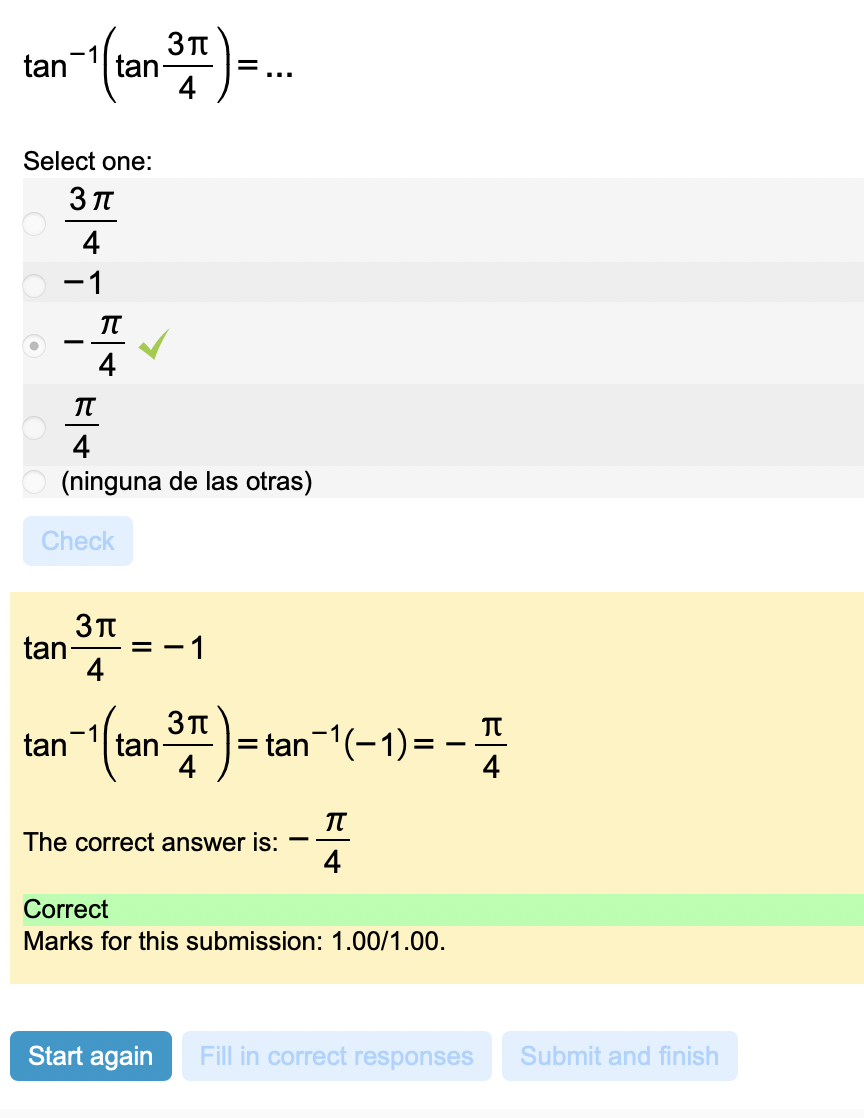 tan⁻¹(tan 3π/4) = ...
Select one:
3π/4
−1
−π/4
π/4
(ninguna de las otras)
Check
tan 3π/4 = −1
tan⁻¹(tan 3π/4) = tan⁻¹(−1) = −π/4
The correct answer is: −π/4
Correct
Marks for this submission: 1.00/1.00.
Start again Fill in correct responses Submit and finish